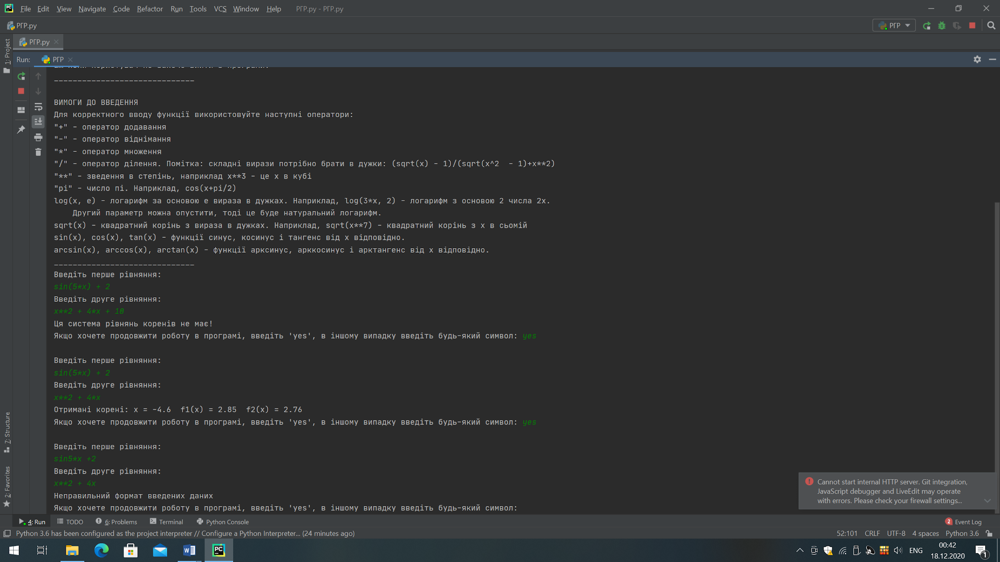 File Edit View Navigate Code Refactor Run Tools VCS Window Help РГР.py - РГР.py
РГР.py
РГР
РГР.py
1: Project
Run: РГР
------------------------------
ВИМОГИ ДО ВВЕДЕННЯ
Для корректного вводу функції використовуйте наступні оператори:
"+" - оператор додавання
"-" - оператор віднімання
"*" - оператор множення
"/" - оператор ділення. Помітка: складні вирази потрібно брати в дужки: (sqrt(x) - 1)/(sqrt(x^2  - 1)+x**2)
"**" - зведення в степінь, наприклад x**3 - це x в кубі
"pi" - число пі. Наприклад, cos(x+pi/2)
log(x, e) - логарифм за основою e вираза в дужках. Наприклад, log(3*x, 2) - логарифм з основою 2 числа 2x.
Другий параметр можна опустити, тоді це буде натуральний логарифм.
sqrt(x) - квадратний корінь з вираза в дужках. Наприклад, sqrt(x**7) - квадратний корінь з x в сьомій
sin(x), cos(x), tan(x) - функції синус, косинус і тангенс від x відповідно.
arcsin(x), arccos(x), arctan(x) - функції арксинус, арккосинус і арктангенс від x відповідно.
------------------------------
Введіть перше рівняння:
sin(5*x) + 2
Введіть друге рівняння:
x**2 + 4*x + 10
Ця система рівнянь коренів не має!
Якщо хочете продовжити роботу в програмі, введіть 'yes', в іншому випадку введіть будь-який символ: yes
Введіть перше рівняння:
sin(5*x) + 2
Введіть друге рівняння:
x**2 + 4*x
Отримані корені: x = -4.6  f1(x) = 2.85  f2(x) = 2.76
Якщо хочете продовжити роботу в програмі, введіть 'yes', в іншому випадку введіть будь-який символ: yes
Введіть перше рівняння:
sin5*x +2
Введіть друге рівняння:
x**2 + 4x
Неправильний формат введених даних
Якщо хочете продовжити роботу в програмі, введіть 'yes', в іншому випадку введіть будь-який символ:
7: Structure
2: Favorites
Cannot start internal HTTP server. Git integration,
JavaScript debugger and LiveEdit may operate
with errors. Please check your firewall settings...
4: Run TODO 6: Problems Terminal Python Console 2 Event Log
Python 3.6 has been configured as the project interpreter // Configure a Python Interpreter... (24 minutes ago) 52:101 CRLF UTF-8 4 spaces Python 3.6
ENG 00:42
18.12.2020
1